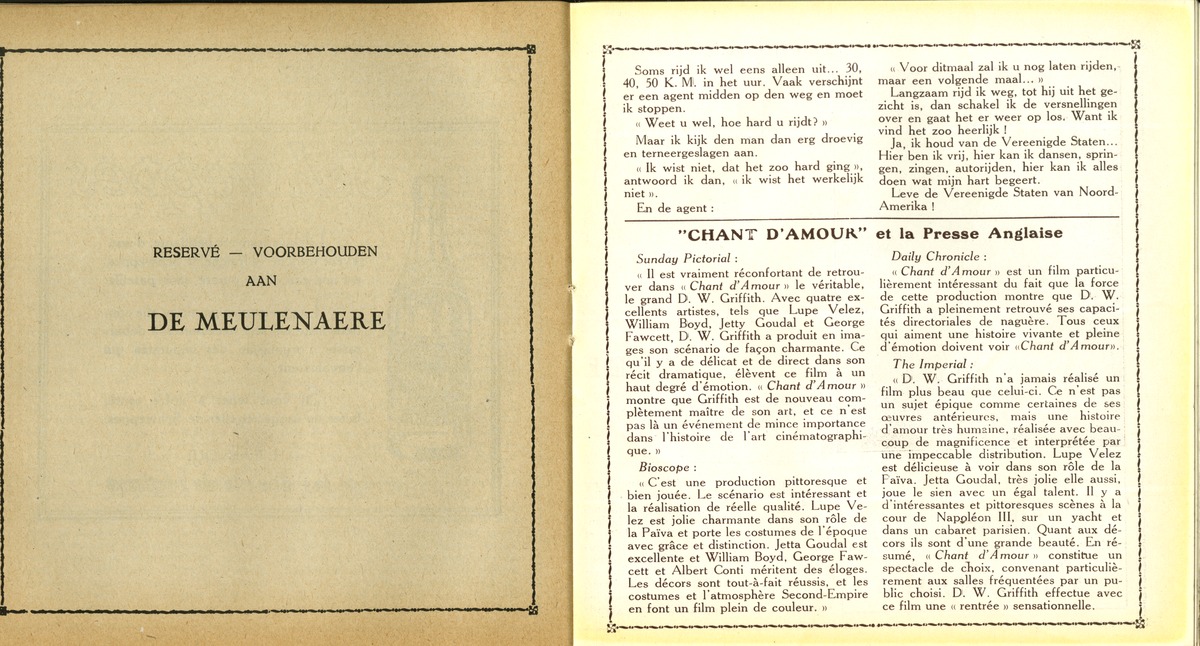 RESERVÉ — VOORBEHOUDEN
AAN
DE MEULENAERE
Soms rijd ik wel eens alleen uit... 30,
40, 50 K. M. in het uur. Vaak verschijnt
er een agent midden op den weg en moet
ik stoppen.
« Weet u wel, hoe hard u rijdt? »
Maar ik kijk den man dan erg droevig
en terneergeslagen aan.
« Ik wist niet, dat het zoo hard ging »,
antwoord ik dan, « ik wist het werkelijk
niet ».
En de agent :
« Voor ditmaal zal ik u nog laten rijden,
maar een volgende maal... »
Langzaam rijd ik weg, tot hij uit het ge-
zicht is, dan schakel ik de versnellingen
over en gaat het er weer op los. Want ik
vind het zoo heerlijk !
Ja, ik houd van de Vereenigde Staten...
Hier ben ik vrij, hier kan ik dansen, sprin-
gen, zingen, autorijden, hier kan ik alles
doen wat mijn hart begeert.
Leve de Vereenigde Staten van Noord-
Amerika !
"CHANT D'AMOUR" et la Presse Anglaise
Sunday Pictorial :
« Il est vraiment réconfortant de retrou-
ver dans « Chant d'Amour » le véritable,
le grand D. W. Griffith. Avec quatre ex-
cellents artistes, tels que Lupe Velez,
William Boyd, Jetty Goudal et George
Fawcett, D. W. Griffith a produit en ima-
ges son scénario de façon charmante. Ce
qu'il y a de délicat et de direct dans son
récit dramatique, élèvent ce film à un
haut degré d'émotion. « Chant d'Amour »
montre que Griffith est de nouveau com-
plètement maître de son art, et ce n'est
pas là un événement de mince importance
dans l'histoire de l'art cinématographi-
que. »
Bioscope :
« C'est une production pittoresque et
bien jouée. Le scénario est intéressant et
la réalisation de réelle qualité. Lupe Ve-
lez est jolie charmante dans son rôle de
la Païva et porte les costumes de l'époque
avec grâce et distinction. Jetta Goudal est
excellente et William Boyd, George Faw-
cett et Albert Conti méritent des éloges.
Les décors sont tout-à-fait réussis, et les
costumes et l'atmosphère Second-Empire
en font un film plein de couleur. »
Daily Chronicle :
« Chant d'Amour » est un film particu-
lièrement intéressant du fait que la force
de cette production montre que D. W.
Griffith a pleinement retrouvé ses capaci-
tés directoriales de naguère. Tous ceux
qui aiment une histoire vivante et pleine
d'émotion doivent voir «Chant d'Amour».
The Imperial :
« D. W. Griffith n'a jamais réalisé un
film plus beau que celui-ci. Ce n'est pas
un sujet épique comme certaines de ses
œuvres antérieures, mais une histoire
d'amour très humaine, réalisée avec beau-
coup de magnificence et interprétée par
une impeccable distribution. Lupe Velez
est délicieuse à voir dans son rôle de la
Faïva. Jetta Goudal, très jolie elle aussi,
joue le sien avec un égal talent. Il y a
d'intéressantes et pittoresques scènes à la
cour de Nappléon III, sur un yacht et
dans un cabaret parisien. Quant aux dé-
cors ils sont d'une grande beauté. En ré-
sumé, « Chant d'Amour » constitue un
spectacle de choix, convenant particuliè-
rement aux salles fréquentées par un pu-
blic choisi. D. W. Griffith effectue avec
ce film une « rentrée » sensationnelle.